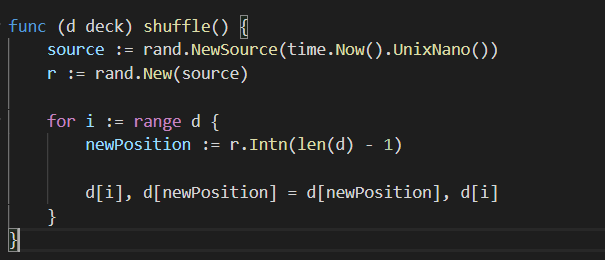 func (d deck) shuffle() {
source := rand.NewSource(time.Now().UnixNano())
r := rand.New(source)
for i := range d {
newPosition := r.Intn(len(d) - 1)
d[i], d[newPosition] = d[newPosition], d[i]
}
}